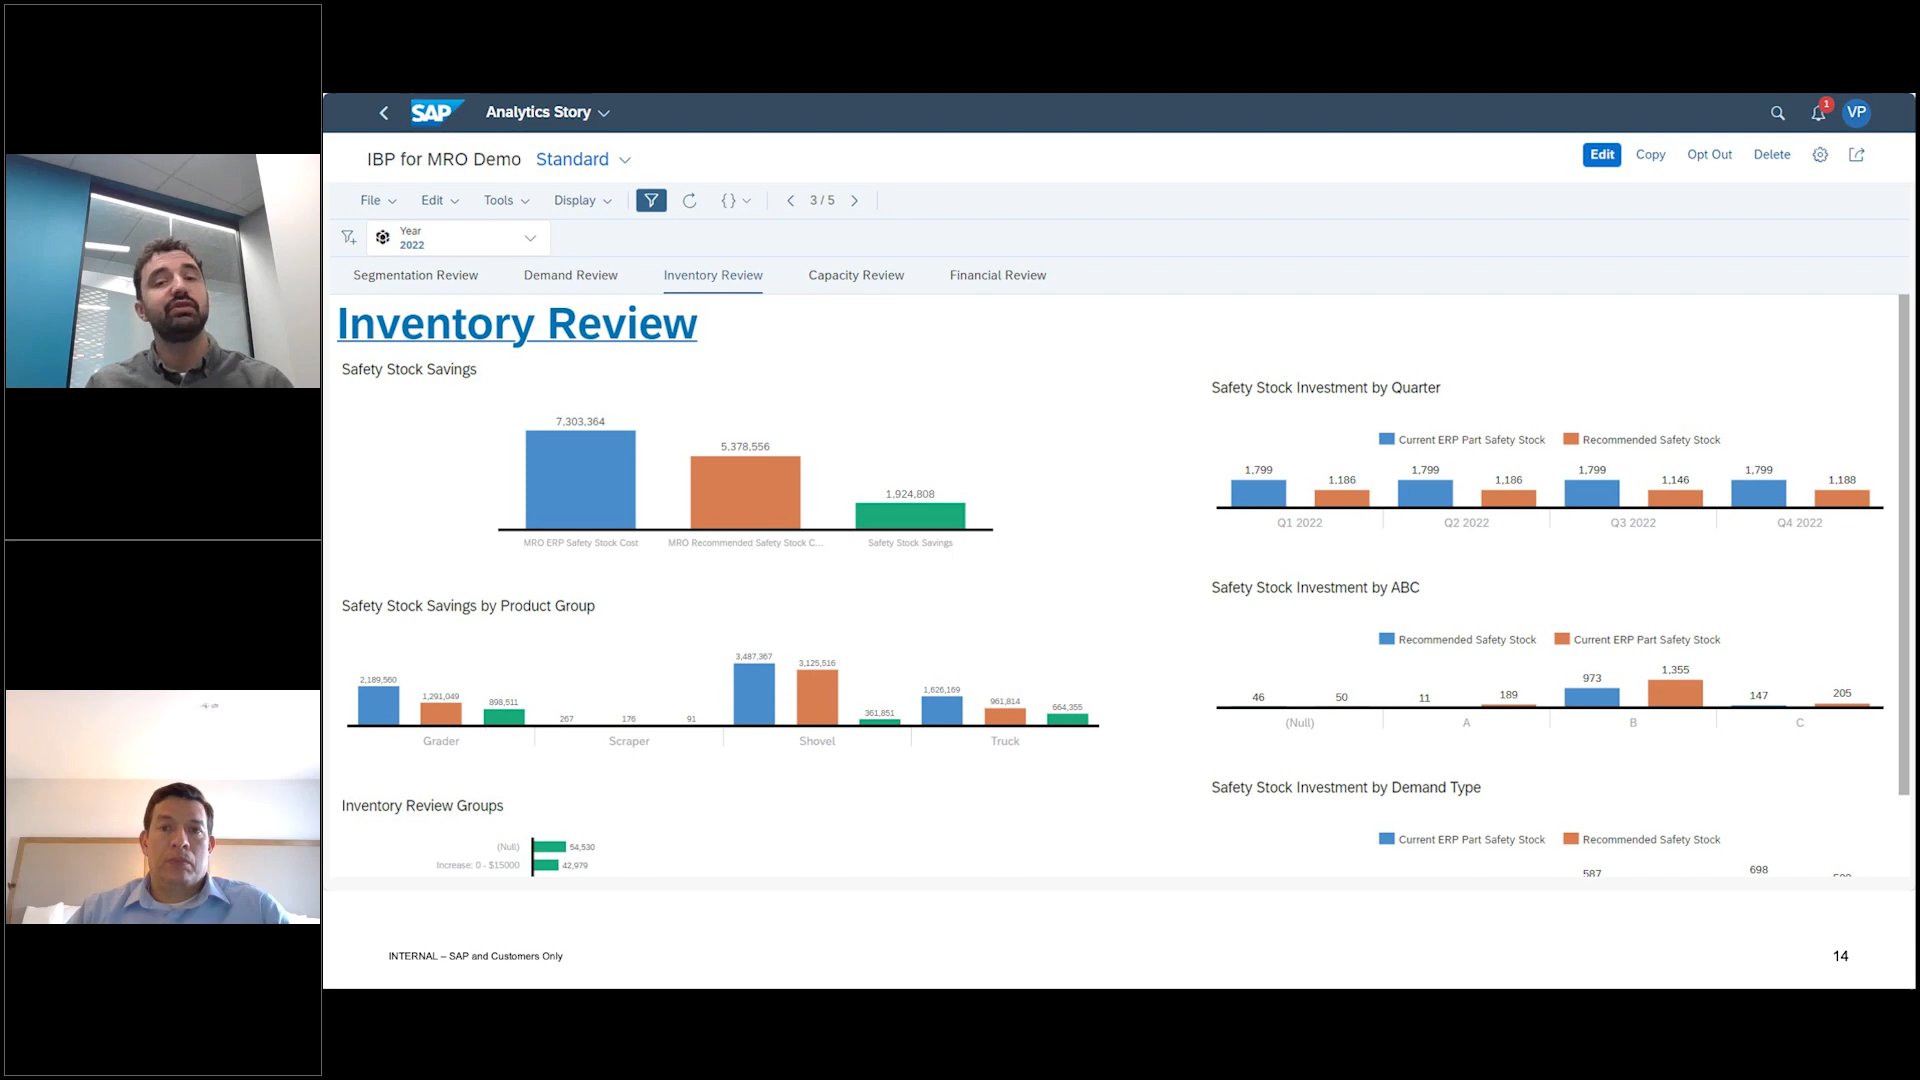 SAP Analytics Story
1
VP
IBP for MRO Demo Standard
Edit Copy Opt Out Delete
File Edit Tools Display { } 3 / 5
Year
2022
Segmentation Review Demand Review Inventory Review Capacity Review Financial Review
Inventory Review
Safety Stock Savings
7,303,364
5,378,556
1,924,808
MRO ERP Safety Stock Cost MRO Recommended Safety Stock C... Safety Stock Savings
Safety Stock Savings by Product Group
2,189,560 1,291,049 898,511
267 176 91
3,487,367 3,125,516 361,851
1,626,169 961,814 664,355
Grader Scraper Shovel Truck
Inventory Review Groups
(Null) 54,530
Increase: 0 - $15000 42,979
Safety Stock Investment by Quarter
Current ERP Part Safety Stock Recommended Safety Stock
1,799 1,186 1,799 1,186 1,799 1,146 1,799 1,188
Q1 2022 Q2 2022 Q3 2022 Q4 2022
Safety Stock Investment by ABC
Recommended Safety Stock Current ERP Part Safety Stock
46 50 11 189 973 1,355 147 205
(Null) A B C
Safety Stock Investment by Demand Type
Current ERP Part Safety Stock Recommended Safety Stock
587 698
INTERNAL – SAP and Customers Only
14